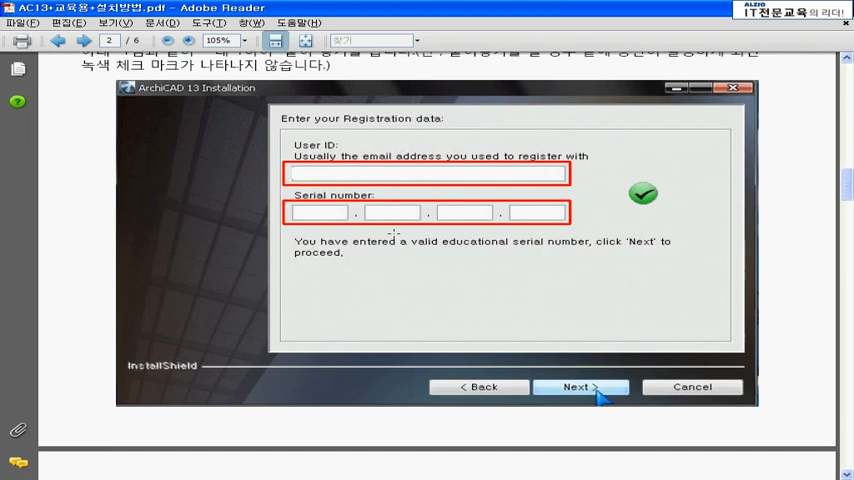 AC13+교육용+설치방법.pdf - Adobe Reader
ALZIO
IT전문교육의 리더!
파일(F) 편집(E) 보기(V) 문서(D) 도구(T) 창(W) 도움말(H)
2 / 6 105% 찾기
녹색 체크 마크가 나타나지 않습니다.)
ArchiCAD 13 Installation
Enter your Registration data:
User ID:
Usually the email address you used to register with
Serial number:
You have entered a valid educational serial number, click 'Next' to
proceed.
InstallShield
< Back Next > Cancel